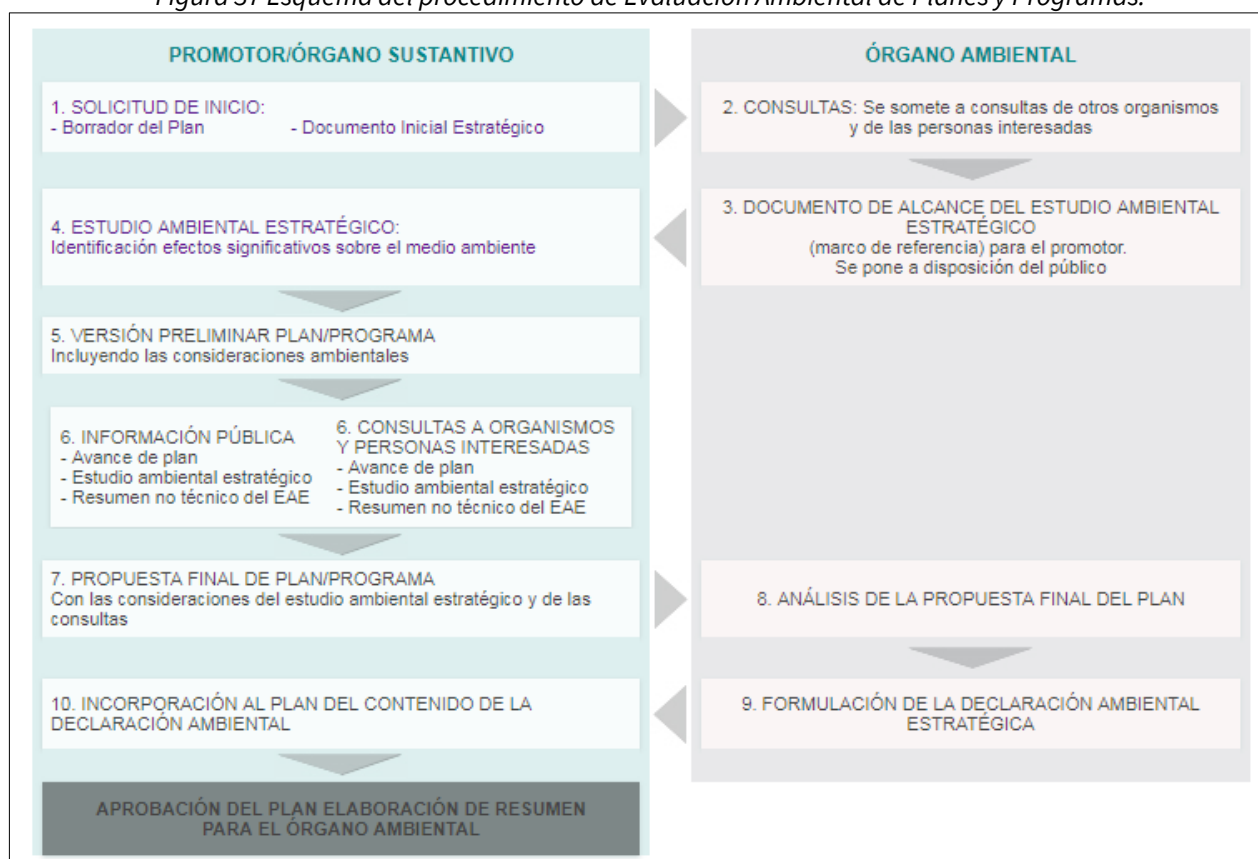 Figura 37 Esquema del procedimiento de Evaluación Ambiental de Planes y Programas.
PROMOTOR/ÓRGANO SUSTANTIVO
ÓRGANO AMBIENTAL
1. SOLICITUD DE INICIO:
- Borrador del Plan - Documento Inicial Estratégico
2. CONSULTAS: Se somete a consultas de otros organismos
y de las personas interesadas
3. DOCUMENTO DE ALCANCE DEL ESTUDIO AMBIENTAL
ESTRATÉGICO
(marco de referencia) para el promotor.
Se pone a disposición del público
4. ESTUDIO AMBIENTAL ESTRATÉGICO:
Identificación efectos significativos sobre el medio ambiente
5. VERSIÓN PRELIMINAR PLAN/PROGRAMA
Incluyendo las consideraciones ambientales
6. INFORMACIÓN PÚBLICA
- Avance de plan
- Estudio ambiental estratégico
- Resumen no técnico del EAE
6. CONSULTAS A ORGANISMOS
Y PERSONAS INTERESADAS
- Avance de plan
- Estudio ambiental estratégico
- Resumen no técnico del EAE
7. PROPUESTA FINAL DE PLAN/PROGRAMA
Con las consideraciones del estudio ambiental estratégico y de las
consultas
8. ANÁLISIS DE LA PROPUESTA FINAL DEL PLAN
9. FORMULACIÓN DE LA DECLARACIÓN AMBIENTAL
ESTRATÉGICA
10. INCORPORACIÓN AL PLAN DEL CONTENIDO DE LA
DECLARACIÓN AMBIENTAL
APROBACIÓN DEL PLAN ELABORACIÓN DE RESUMEN
PARA EL ÓRGANO AMBIENTAL